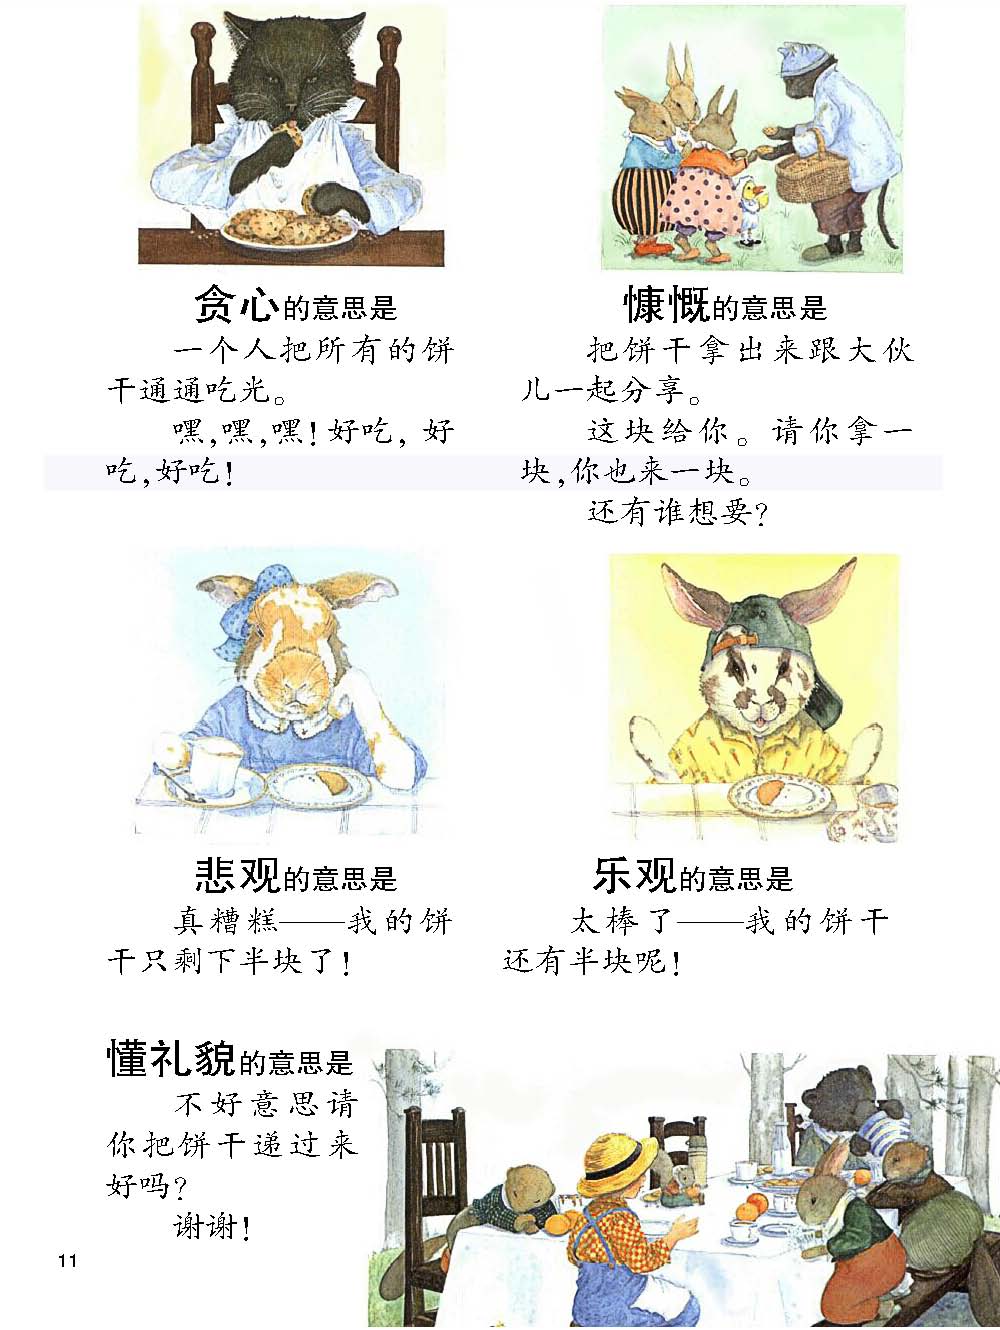 贪心的意思是
一个人把所有的饼
干通通吃光。
嘿,嘿,嘿!好吃,好
吃,好吃!
慷慨的意思是
把饼干拿出来跟大伙
儿一起分享。
这块给你。请你拿一
块,你也来一块。
还有谁想要?
悲观的意思是
真糟糕——我的饼
干只剩下半块了!
乐观的意思是
太棒了——我的饼干
还有半块呢!
懂礼貌的意思是
不好意思请
你把饼干递过来
好吗?
谢谢!
11